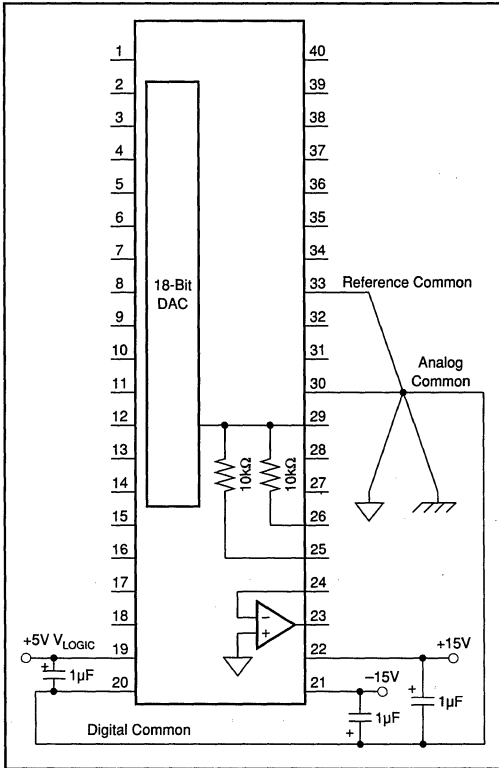 1 40
2 39
3 38
4 37
5 36
6 35
7 34
8 33
Reference Common
18-Bit
DAC
9 32
10 31
11 30
Analog
Common
12 29
13 28
10kΩ 10kΩ
14 27
15 26
16 25
17 24
18 23
+5V VLOGIC
19 22
+15V
+
1μF
20 21
–15V
+
1μF
+
1μF
Digital Common